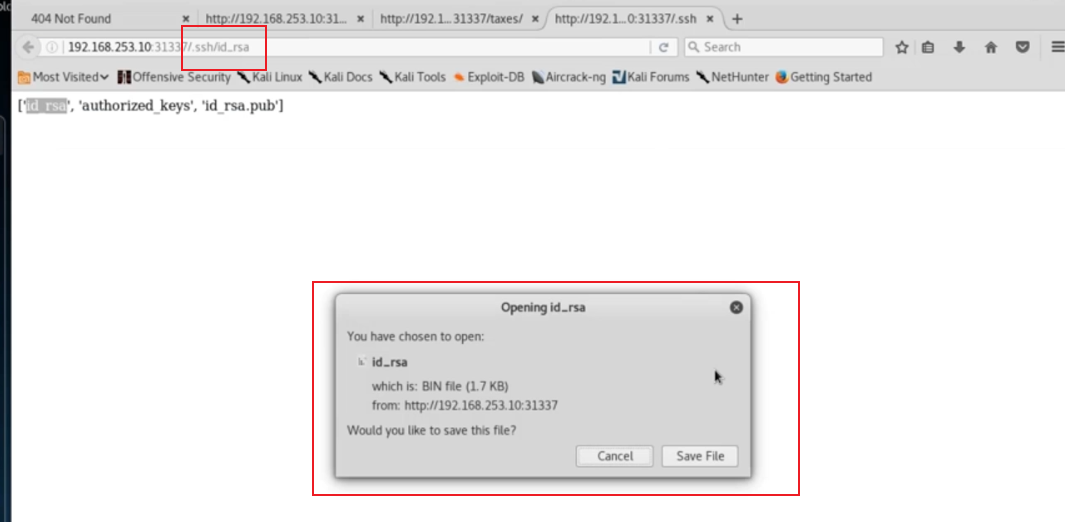 404 Not Found
http://192.168.253.10:31...
http://192.1...31337/taxes/
http://192.1...0:31337/.ssh
192.168.253.10:31337/.ssh/id_rsa
Search
Most Visited
Offensive Security
Kali Linux
Kali Docs
Kali Tools
Exploit-DB
Aircrack-ng
Kali Forums
NetHunter
Getting Started
['id_rsa', 'authorized_keys', 'id_rsa.pub']
Opening id_rsa
You have chosen to open:
id_rsa
which is: BIN file (1.7 KB)
from: http://192.168.253.10:31337
Would you like to save this file?
Cancel
Save File